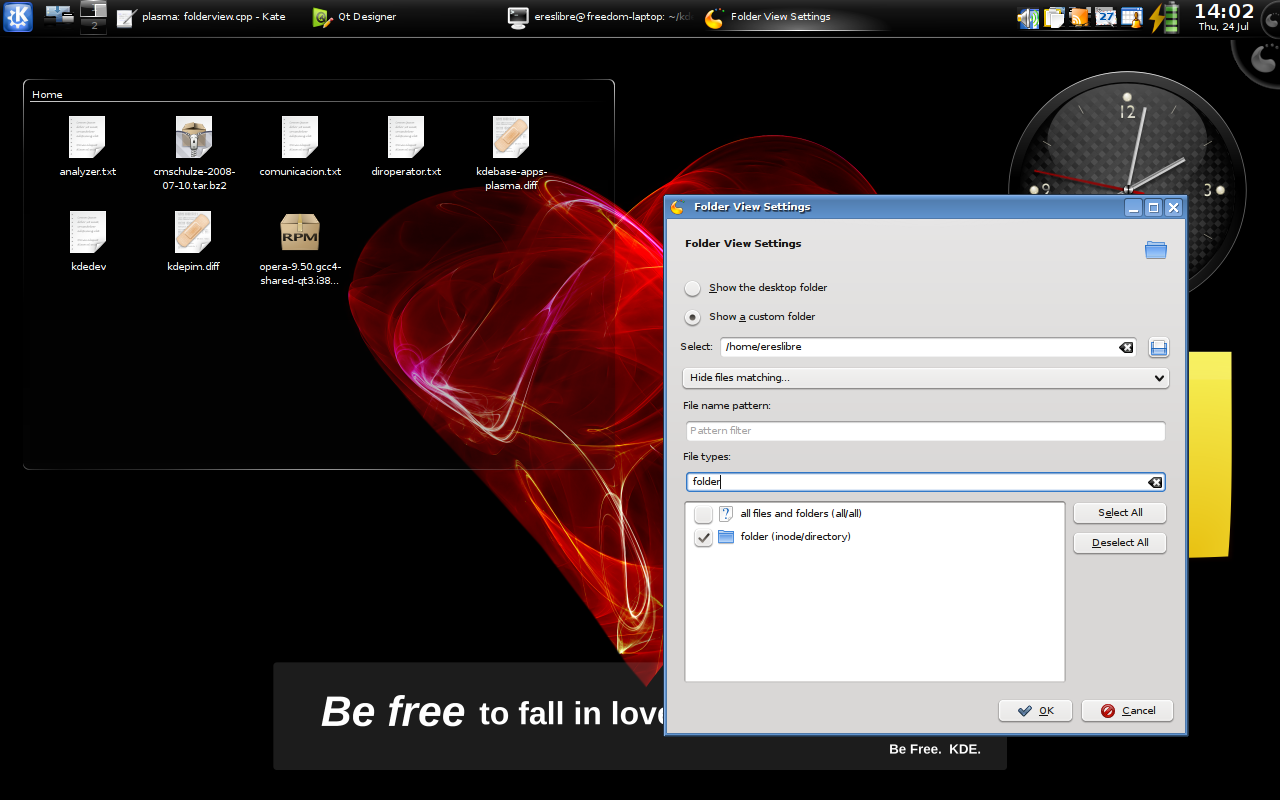 plasma: folderview.cpp - Kate
Qt Designer
ereslibre@freedom-laptop: ~/kd
Folder View Settings
27
14:02
Thu, 24 Jul
1
2
Home
analyzer.txt
cmschulze-2008-
07-10.tar.bz2
comunicacion.txt
diroperator.txt
kdebase-apps-
plasma.diff
kdedev
kdepim.diff
RPM
opera-9.50.gcc4-
shared-qt3.i38...
12
9
3
Folder View Settings
Folder View Settings
Show the desktop folder
Show a custom folder
Select:
/home/ereslibre
Hide files matching...
File name pattern:
Pattern filter
File types:
folder
all files and folders (all/all)
folder (inode/directory)
Select All
Deselect All
OK
Cancel
Be free to fall in love
Be Free. KDE.